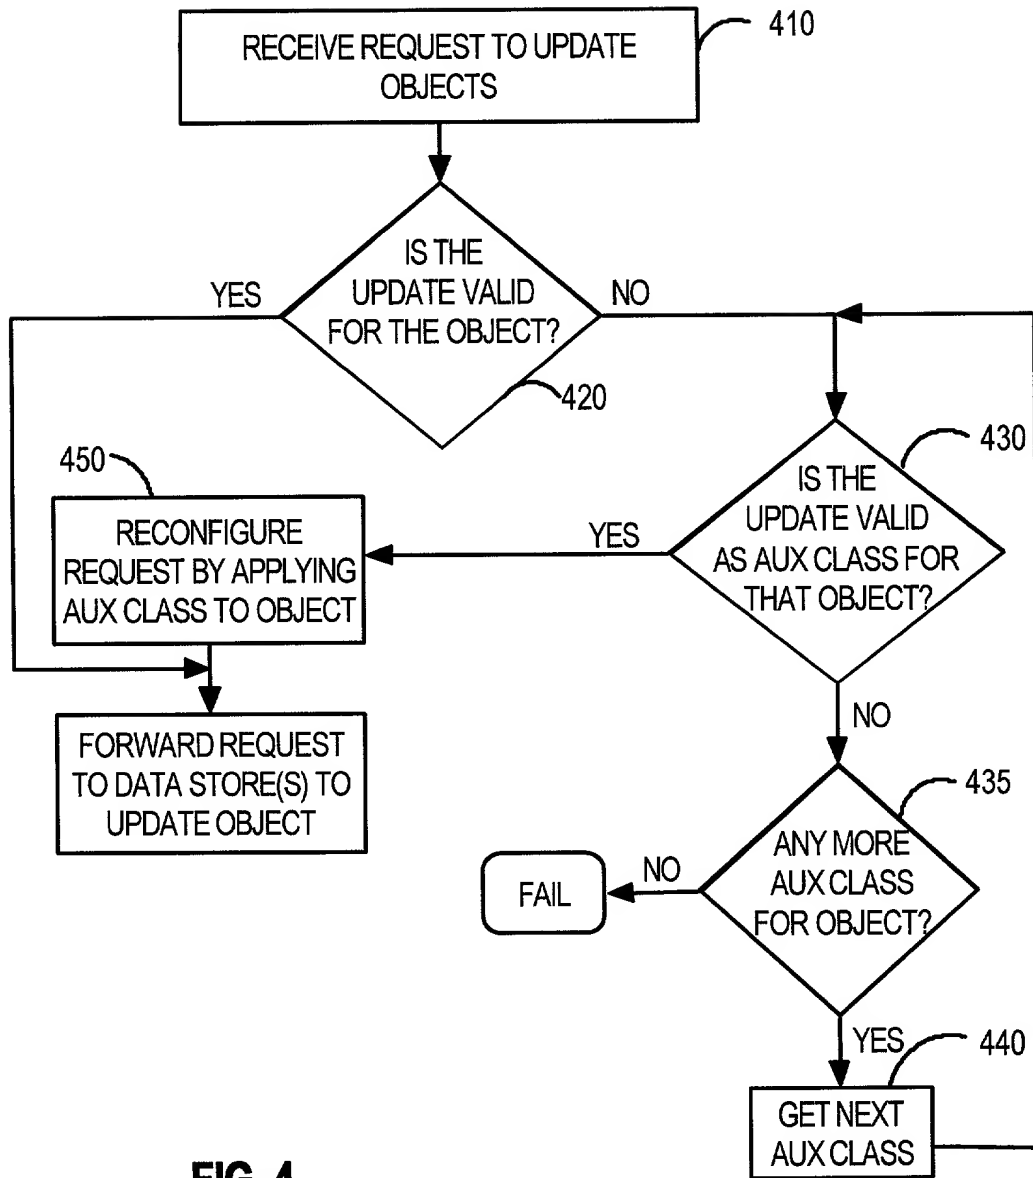 RECEIVE REQUEST TO UPDATE
OBJECTS
410
IS THE
UPDATE VALID
FOR THE OBJECT?
YES
NO
420
430
IS THE
UPDATE VALID
AS AUX CLASS FOR
THAT OBJECT?
YES
450
RECONFIGURE
REQUEST BY APPLYING
AUX CLASS TO OBJECT
NO
FORWARD REQUEST
TO DATA STORE(S) TO
UPDATE OBJECT
435
ANY MORE
AUX CLASS
FOR OBJECT?
NO
FAIL
YES
440
GET NEXT
AUX CLASS
FIG. 4